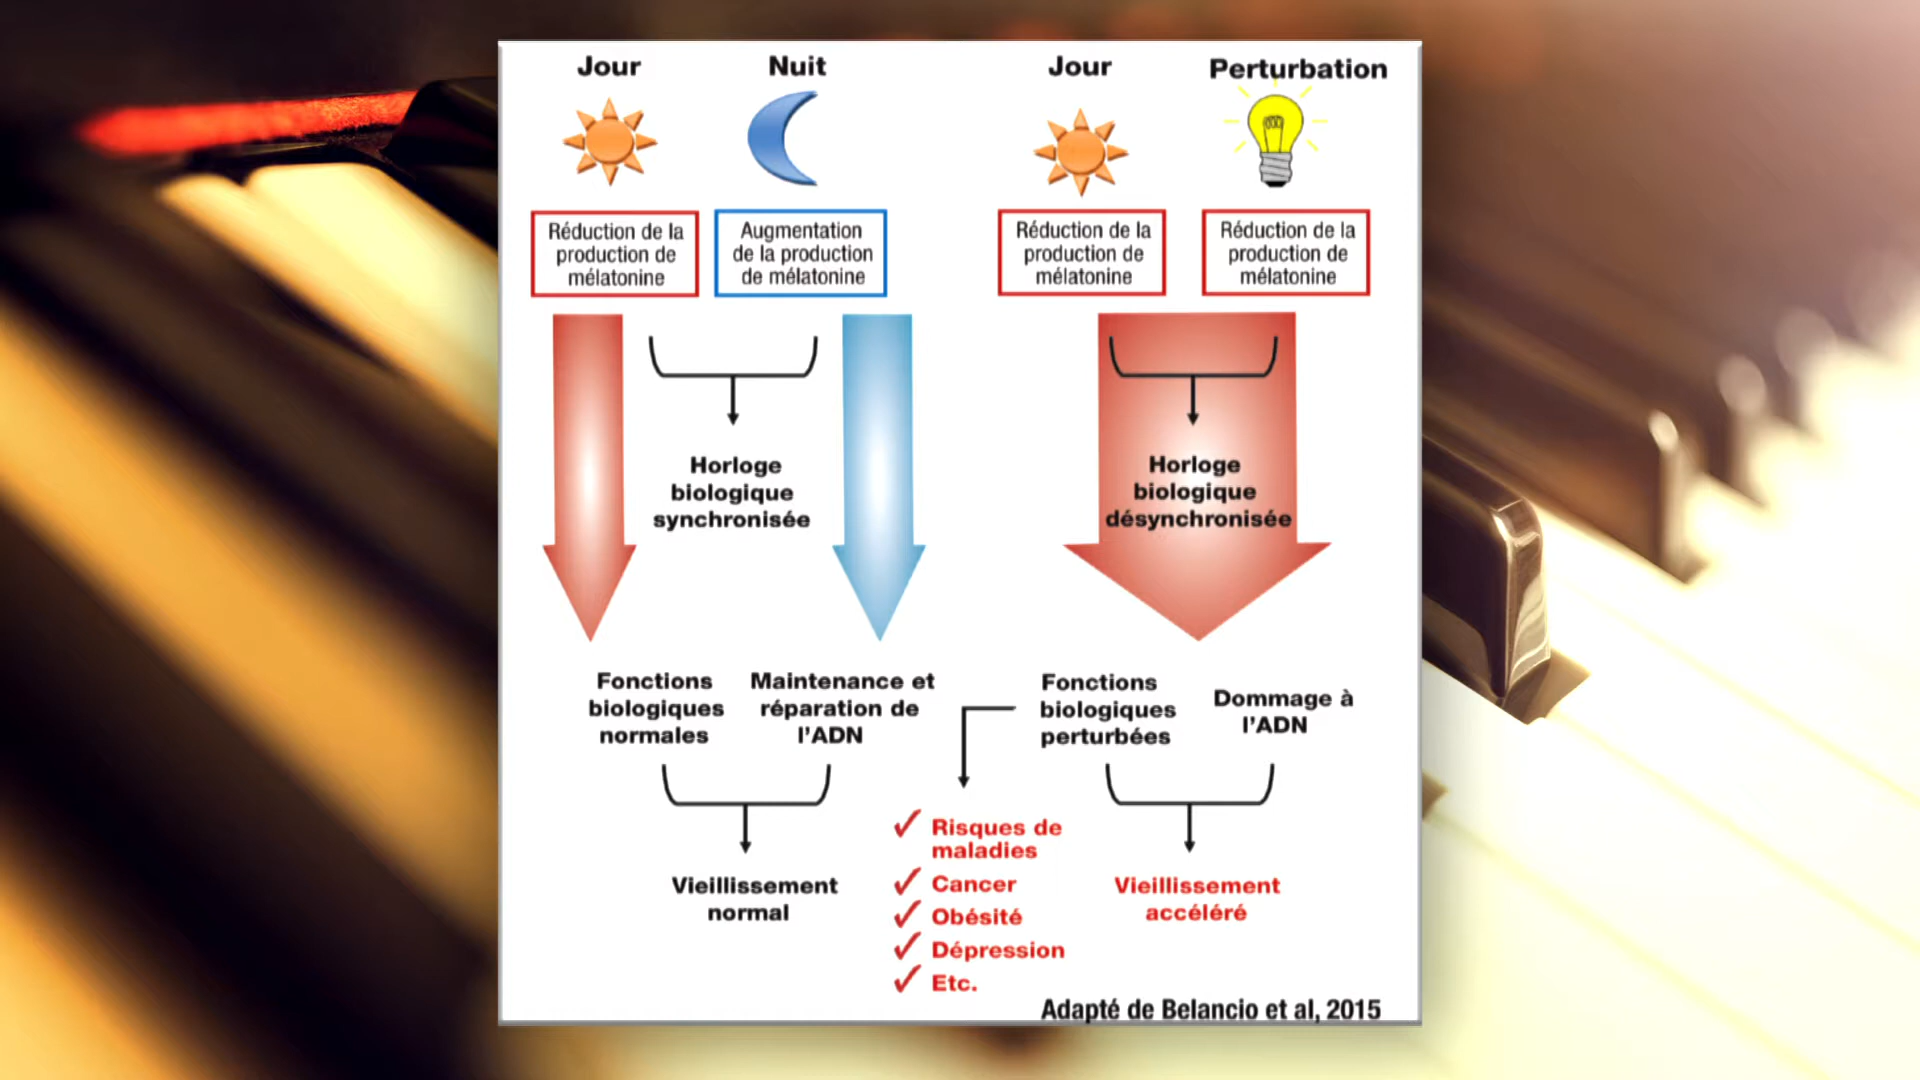 Jour
Nuit
Jour
Perturbation
Réduction de la
production de
mélatonine
Augmentation
de la production
de mélatonine
Réduction de la
production de
mélatonine
Réduction de la
production de
mélatonine
Horloge
biologique
synchronisée
Horloge
biologique
désynchronisée
Fonctions
biologiques
normales
Maintenance et
réparation de
l'ADN
Fonctions
biologiques
perturbées
Dommage à
l'ADN
Vieillissement
normal
Risques de
maladies
Cancer
Obésité
Dépression
Etc.
Vieillissement
accéléré
Adapté de Belancio et al, 2015